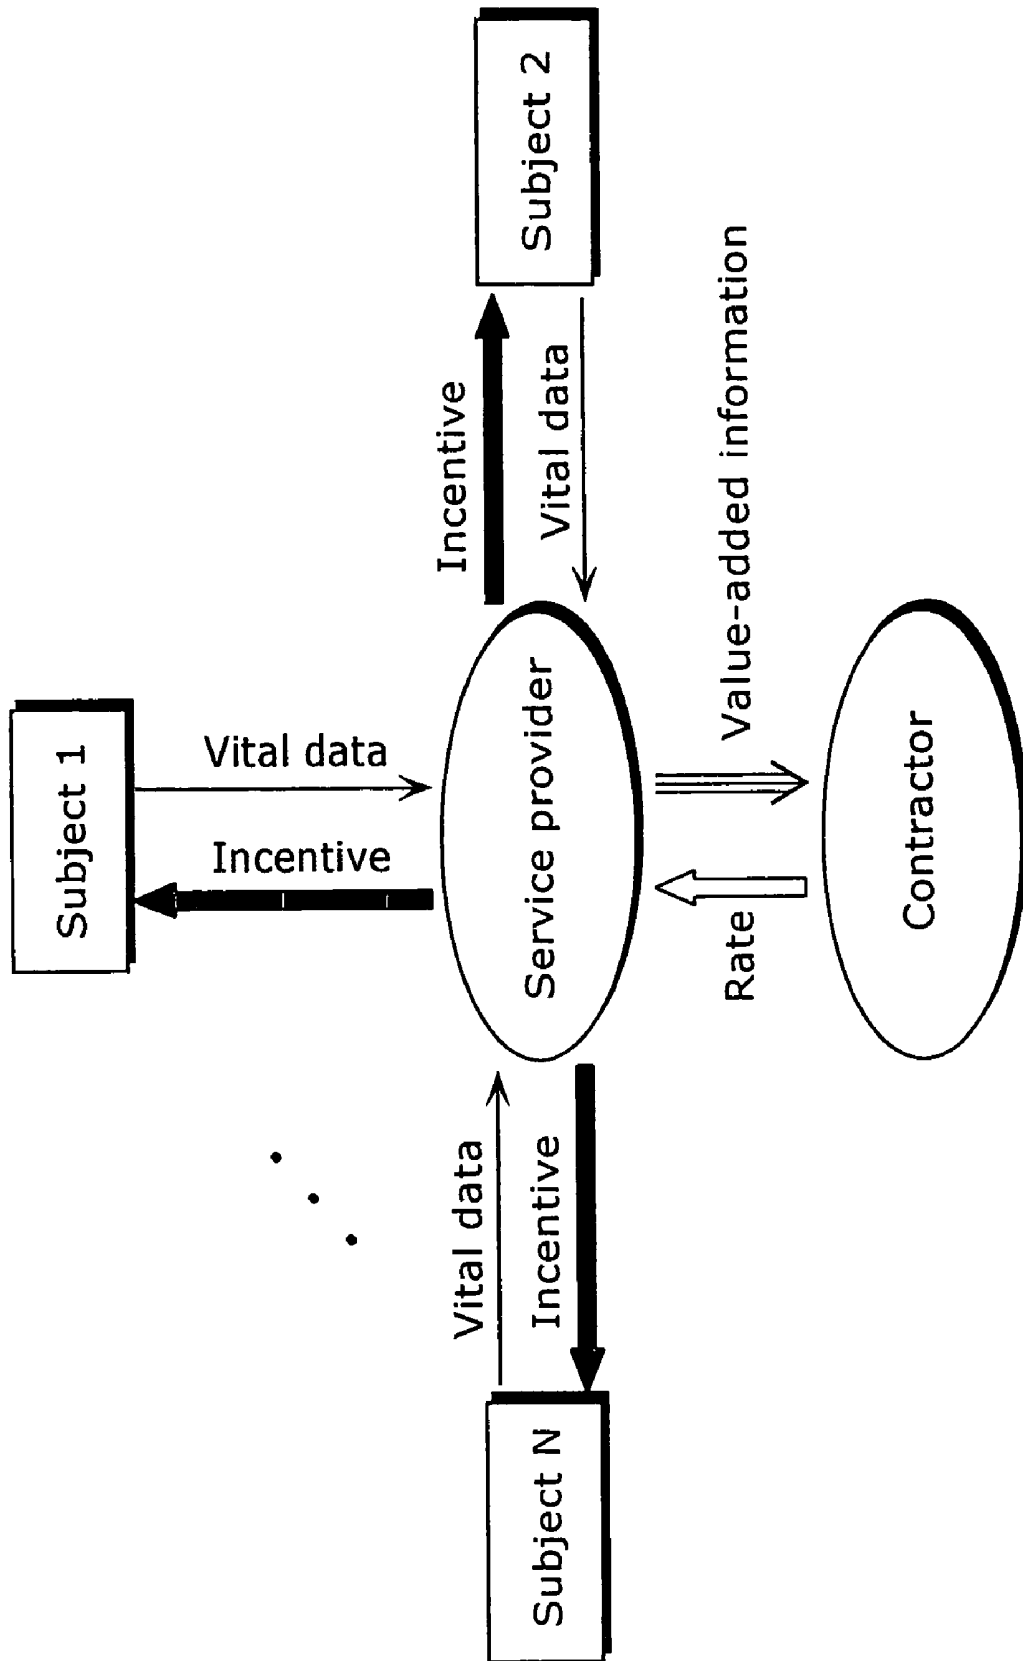 Subject 1
Vital data
Incentive
Subject 2
Incentive
Vital data
Service provider
Vital data
Incentive
Subject N
Value-added information
Rate
Contractor